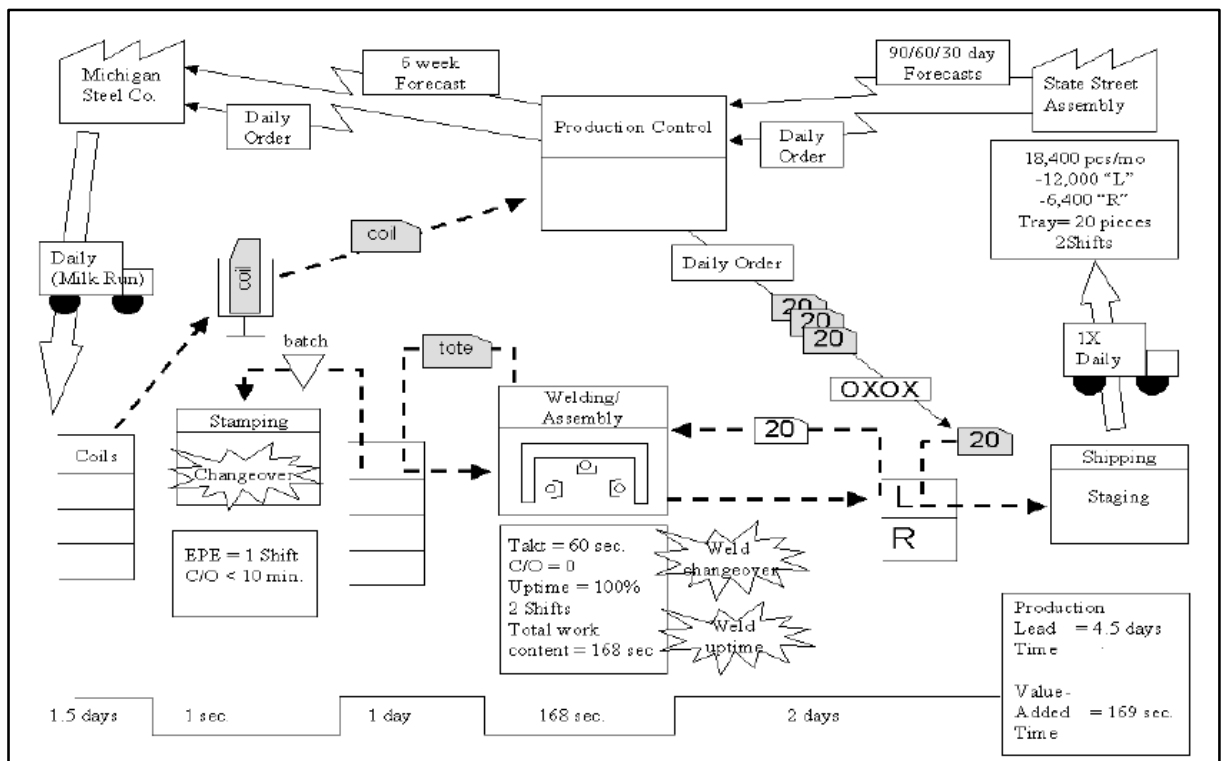 Michigan
Steel Co.
6 week
Forecast
Daily
Order
Production Control
90/60/30 day
Forecasts
State Street
Assembly
Daily
Order
18,400 pcs/mo
-12,000 "L"
-6,400 "R"
Tray= 20 pieces
2Shifts
Daily
(Milk Run)
coil
coil
Daily Order
20
20
20
OXOX
20
1X
Daily
batch
tote
Coils
Stamping
Changeover
Welding/
Assembly
20
L
R
Shipping
Staging
EPE = 1 Shift
C/O < 10 min.
Takt = 60 sec.
C/O = 0
Uptime = 100%
2 Shifts
Total work
content = 168 sec
Weld
changeover
Weld
uptime
Production
Lead = 4.5 days
Time
Value-
Added = 169 sec.
Time
1.5 days
1 sec.
1 day
168 sec.
2 days